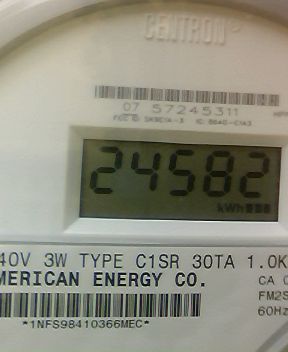 CENTRON®
07 57245311
24582
kWh
40V 3W TYPE C1SR 30TA 1.0K
MERICAN ENERGY CO.
CA
FM2S
60Hz
*1NFS98410366MEC*